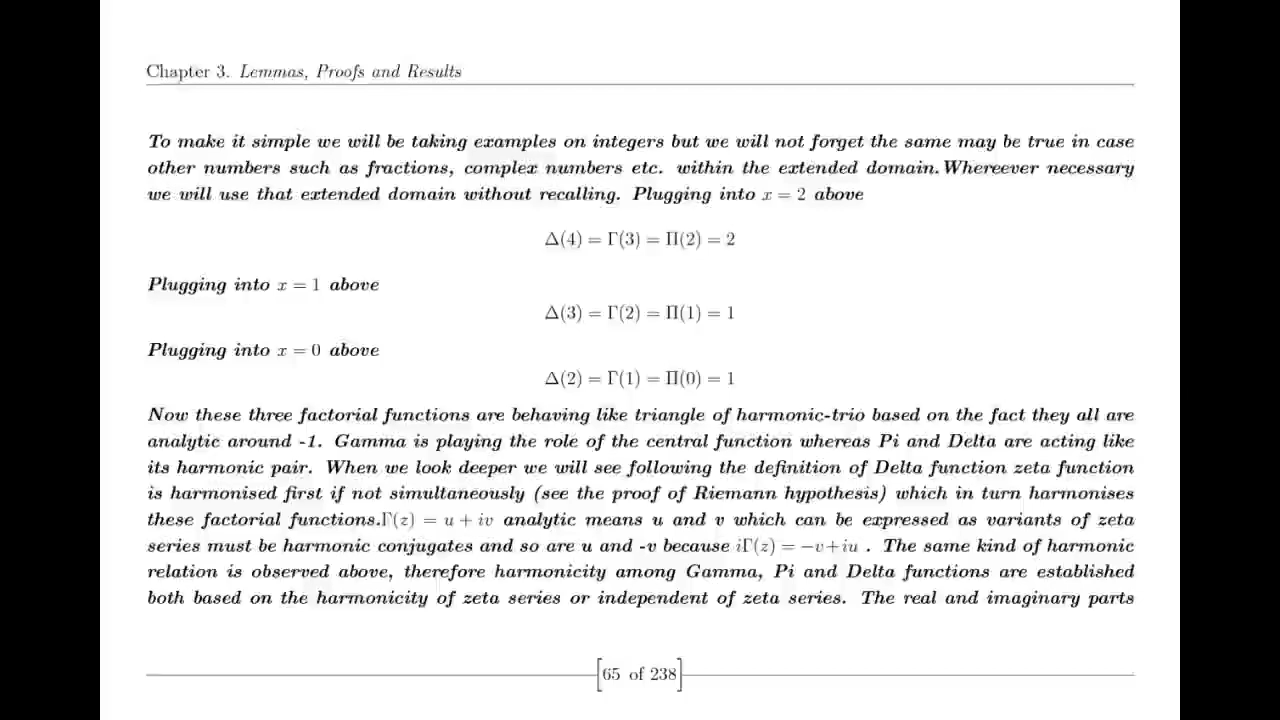 Chapter 3. Lemmas, Proofs and Results
To make it simple we will be taking examples on integers but we will not forget the same may be true in case
other numbers such as fractions, complex numbers etc. within the extended domain.Whereever necessary
we will use that extended domain without recalling. Plugging into x = 2 above
Δ(4) = Γ(3) = Π(2) = 2
Plugging into x = 1 above
Δ(3) = Γ(2) = Π(1) = 1
Plugging into x = 0 above
Δ(2) = Γ(1) = Π(0) = 1
Now these three factorial functions are behaving like triangle of harmonic-trio based on the fact they all are
analytic around -1. Gamma is playing the role of the central function whereas Pi and Delta are acting like
its harmonic pair. When we look deeper we will see following the definition of Delta function zeta function
is harmonised first if not simultaneously (see the proof of Riemann hypothesis) which in turn harmonises
these factorial functions.Γ(z) = u + iv analytic means u and v which can be expressed as variants of zeta
series must be harmonic conjugates and so are u and -v because iΓ(z) = −v+iu . The same kind of harmonic
relation is observed above, therefore harmonicity among Gamma, Pi and Delta functions are established
both based on the harmonicity of zeta series or independent of zeta series. The real and imaginary parts
65 of 238